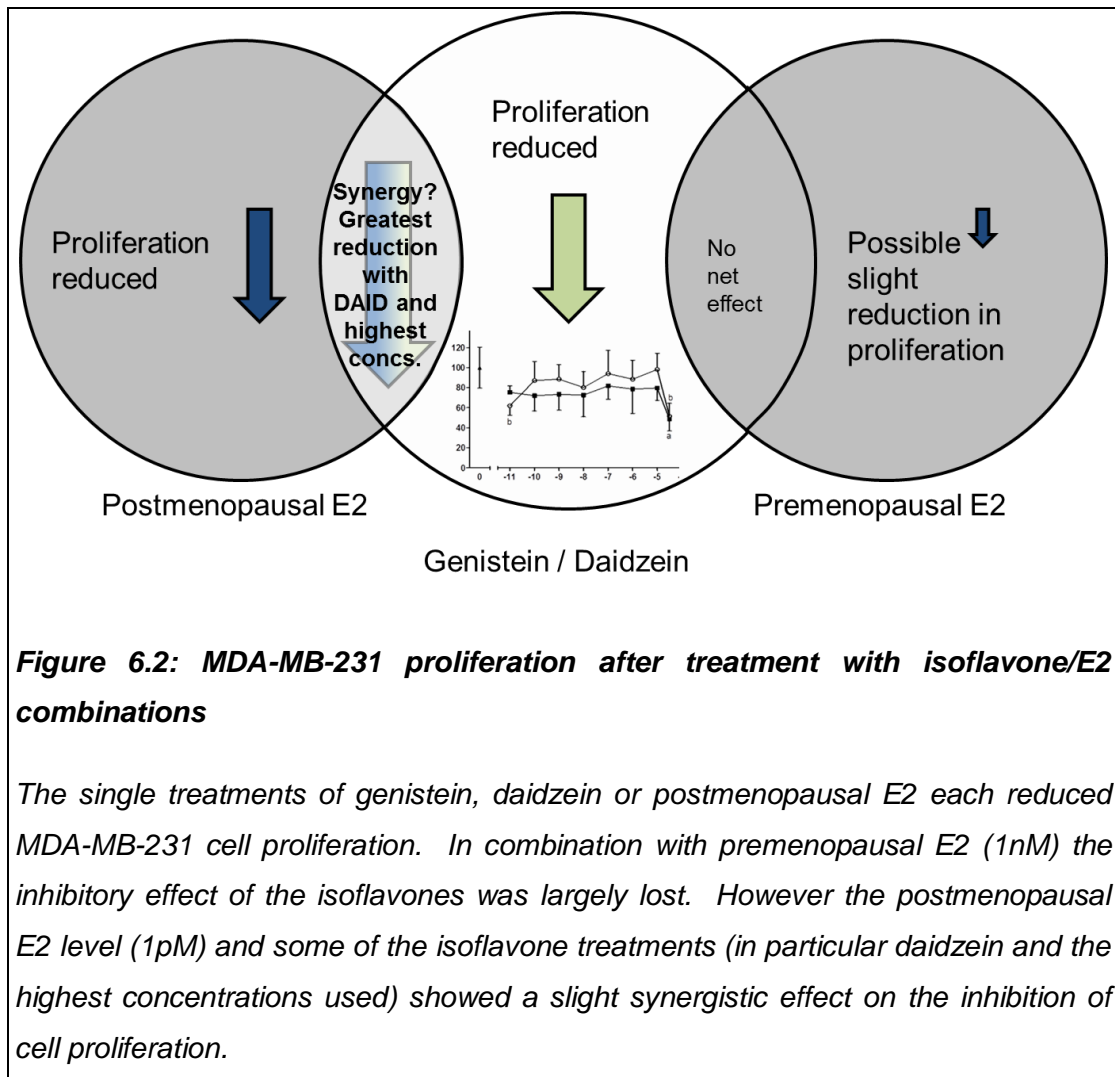 Proliferation
reduced
Synergy?
Greatest
reduction
with
DAID and
highest
concs.
Proliferation
reduced
No
net
effect
Possible
slight
reduction in
proliferation
120
100
80
60
40
20
0
0 -11 -10 -9 -8 -7 -6 -5
b
b
a
Postmenopausal E2
Premenopausal E2
Genistein / Daidzein
Figure 6.2: MDA-MB-231 proliferation after treatment with isoflavone/E2
combinations
The single treatments of genistein, daidzein or postmenopausal E2 each reduced
MDA-MB-231 cell proliferation. In combination with premenopausal E2 (1nM) the
inhibitory effect of the isoflavones was largely lost. However the postmenopausal
E2 level (1pM) and some of the isoflavone treatments (in particular daidzein and the
highest concentrations used) showed a slight synergistic effect on the inhibition of
cell proliferation.